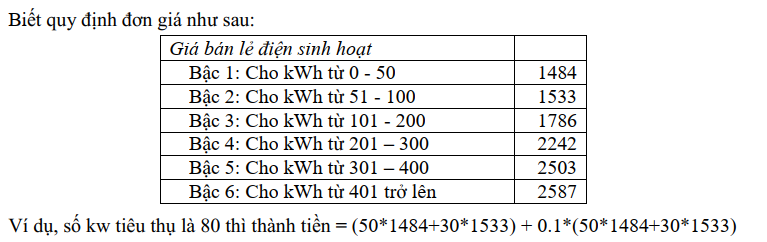 Biết quy định đơn giá như sau:
Giá bán lẻ điện sinh hoạt
Bậc 1: Cho kWh từ 0 - 50 1484
Bậc 2: Cho kWh từ 51 - 100 1533
Bậc 3: Cho kWh từ 101 - 200 1786
Bậc 4: Cho kWh từ 201 – 300 2242
Bậc 5: Cho kWh từ 301 – 400 2503
Bậc 6: Cho kWh từ 401 trở lên 2587
Ví dụ, số kw tiêu thụ là 80 thì thành tiền = (50*1484+30*1533) + 0.1*(50*1484+30*1533)